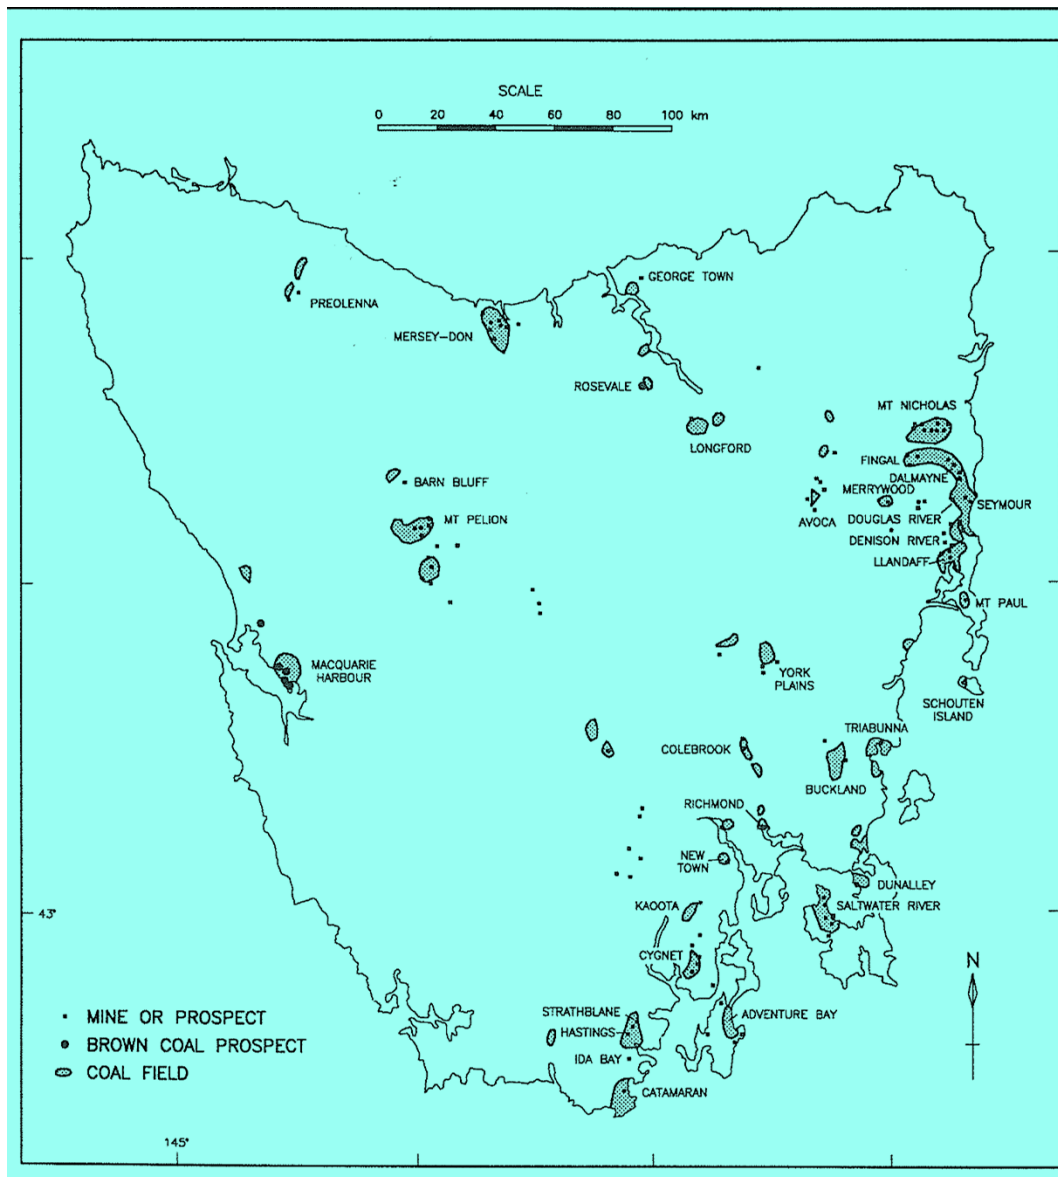 SCALE
0 20 40 60 80 100 km
GEORGE TOWN
PREOLENNA
MERSEY-DON
ROSEVALE
MT NICHOLAS
LONGFORD
FINGAL
BARN BLUFF
DALMAYNE
MERRYWOOD
SEYMOUR
MT PELION
AVOCA
DOUGLAS RIVER
DENISON RIVER
LLANDAFF
MT PAUL
MACQUARIE
HARBOUR
YORK
PLAINS
SCHOUTEN
ISLAND
TRIABUNNA
COLEBROOK
BUCKLAND
RICHMOND
NEW
TOWN
DUNALLEY
KAOOTA
SALTWATER RIVER
43°
CYGNET
N
STRATHBLANE
ADVENTURE BAY
HASTINGS
IDA BAY
CATAMARAN
MINE OR PROSPECT
BROWN COAL PROSPECT
COAL FIELD
145°